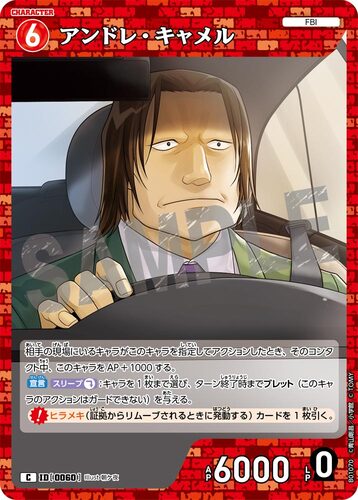 CHARACTER
6
アンドレ・キャメル
FBI
SAMPLE
相手の現場にいるキャラがこのキャラを指定してアクションしたとき、そのコンタ
クト中、このキャラをAP+1000する。
宣言 スリープ:キャラを1枚まで選び、ターン終了時までブレット (このキャ
ラのアクションはガードできない) を与える。
ヒラメキ (証拠からリムーブされるときに発動する) カードを1枚引く。
C ID[0060] Illust.朝ケ夜
AP 6000
LP 0